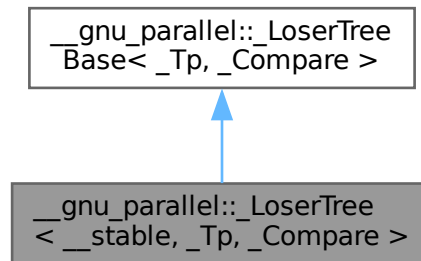 __gnu_parallel::_LoserTree
Base< _Tp, _Compare >
__gnu_parallel::_LoserTree
< __stable, _Tp, _Compare >